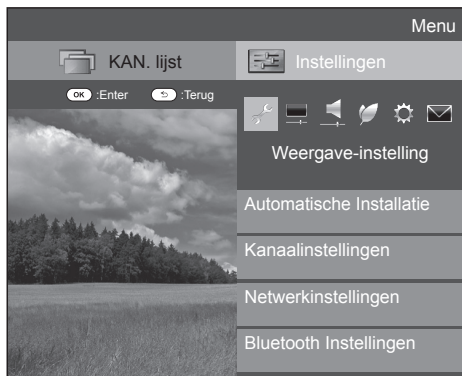 Menu
KAN. lijst
Instellingen
OK :Enter :Terug
Weergave-instelling
Automatische Installatie
Kanaalinstellingen
Netwerkinstellingen
Bluetooth Instellingen